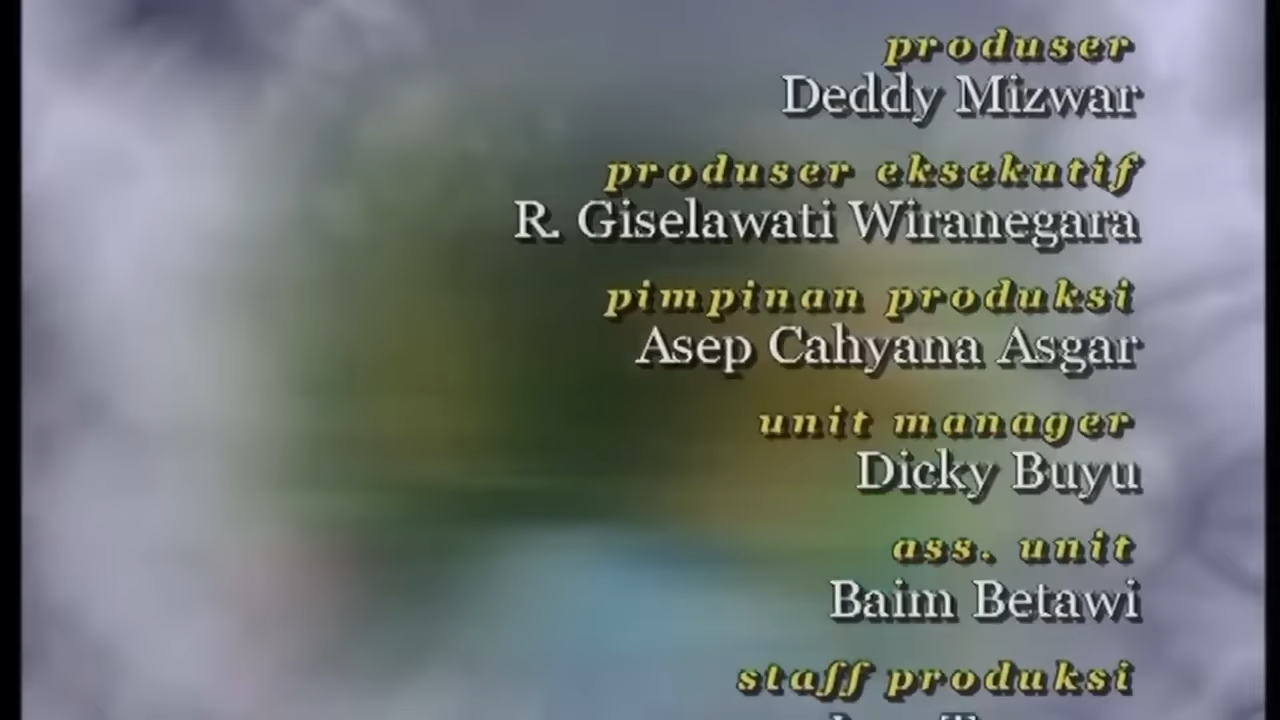 produser
Deddy Mizwar
produser eksekutif
R. Giselawati Wiranegara
pimpinan produksi
Asep Cahyana Asgar
unit manager
Dicky Buyu
ass. unit
Baim Betawi
staff produksi